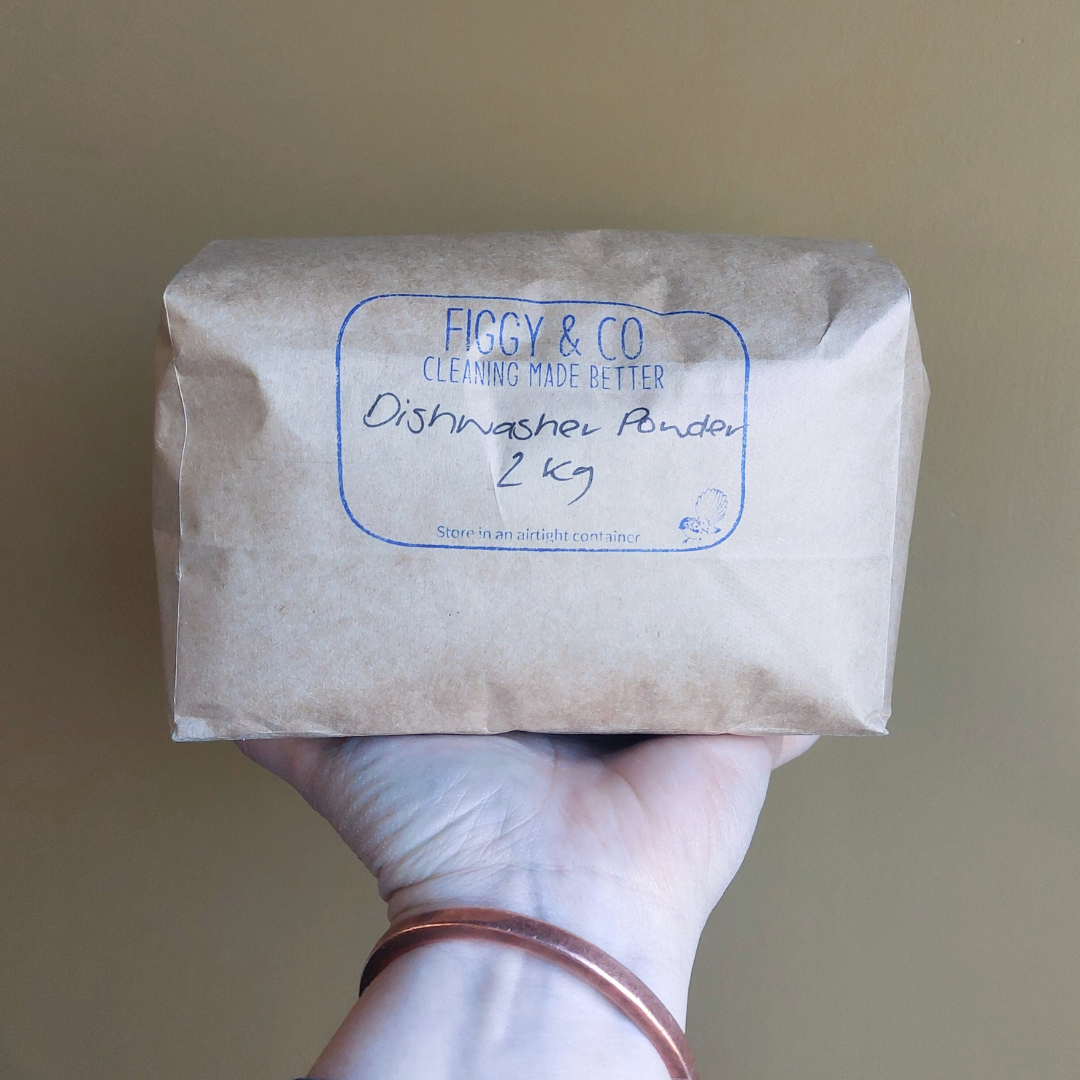 FIGGY & CO
CLEANING MADE BETTER
Dishwasher Powder
2 Kg
Store in an airtight container